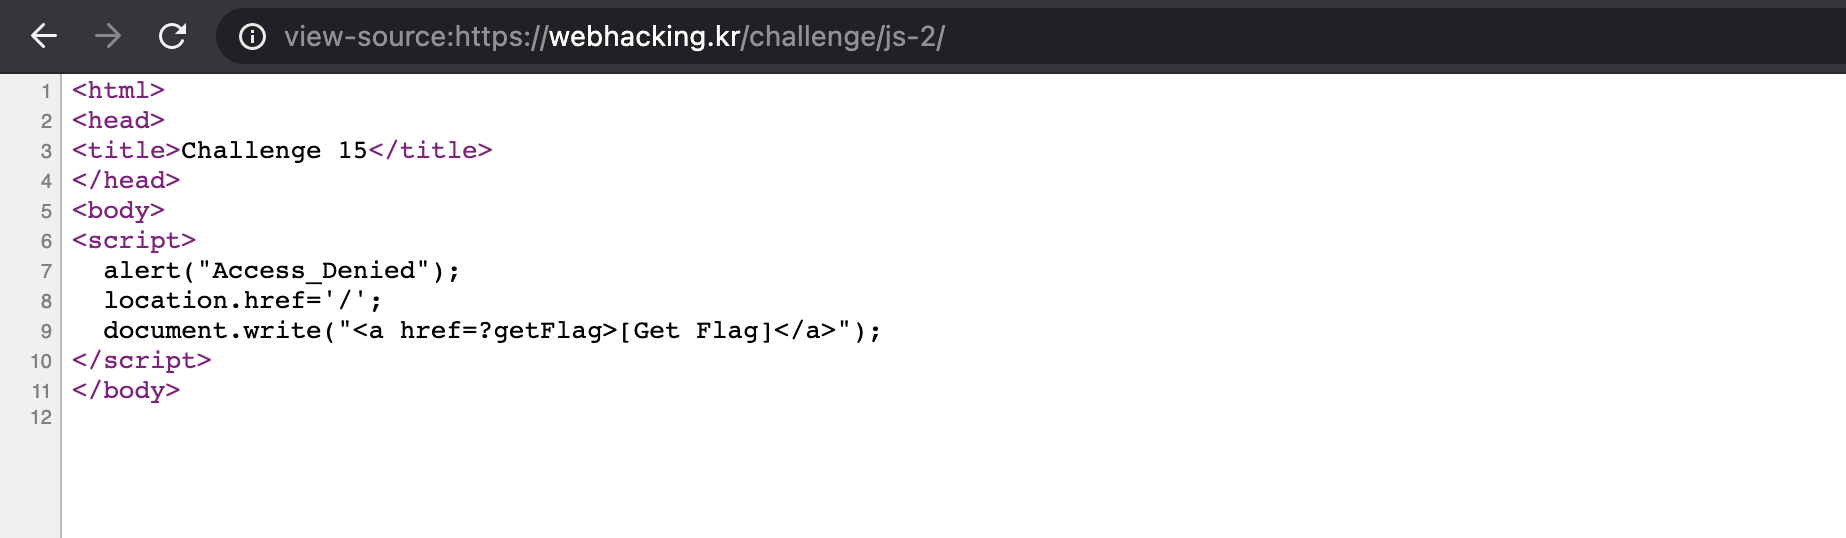 view-source:https://webhacking.kr/challenge/js-2/
1 <html>
2 <head>
3 <title>Challenge 15</title>
4 </head>
5 <body>
6 <script>
7   alert("Access_Denied");
8   location.href='/';
9   document.write("<a href=?getFlag>[Get Flag]</a>");
10 </script>
11 </body>
12